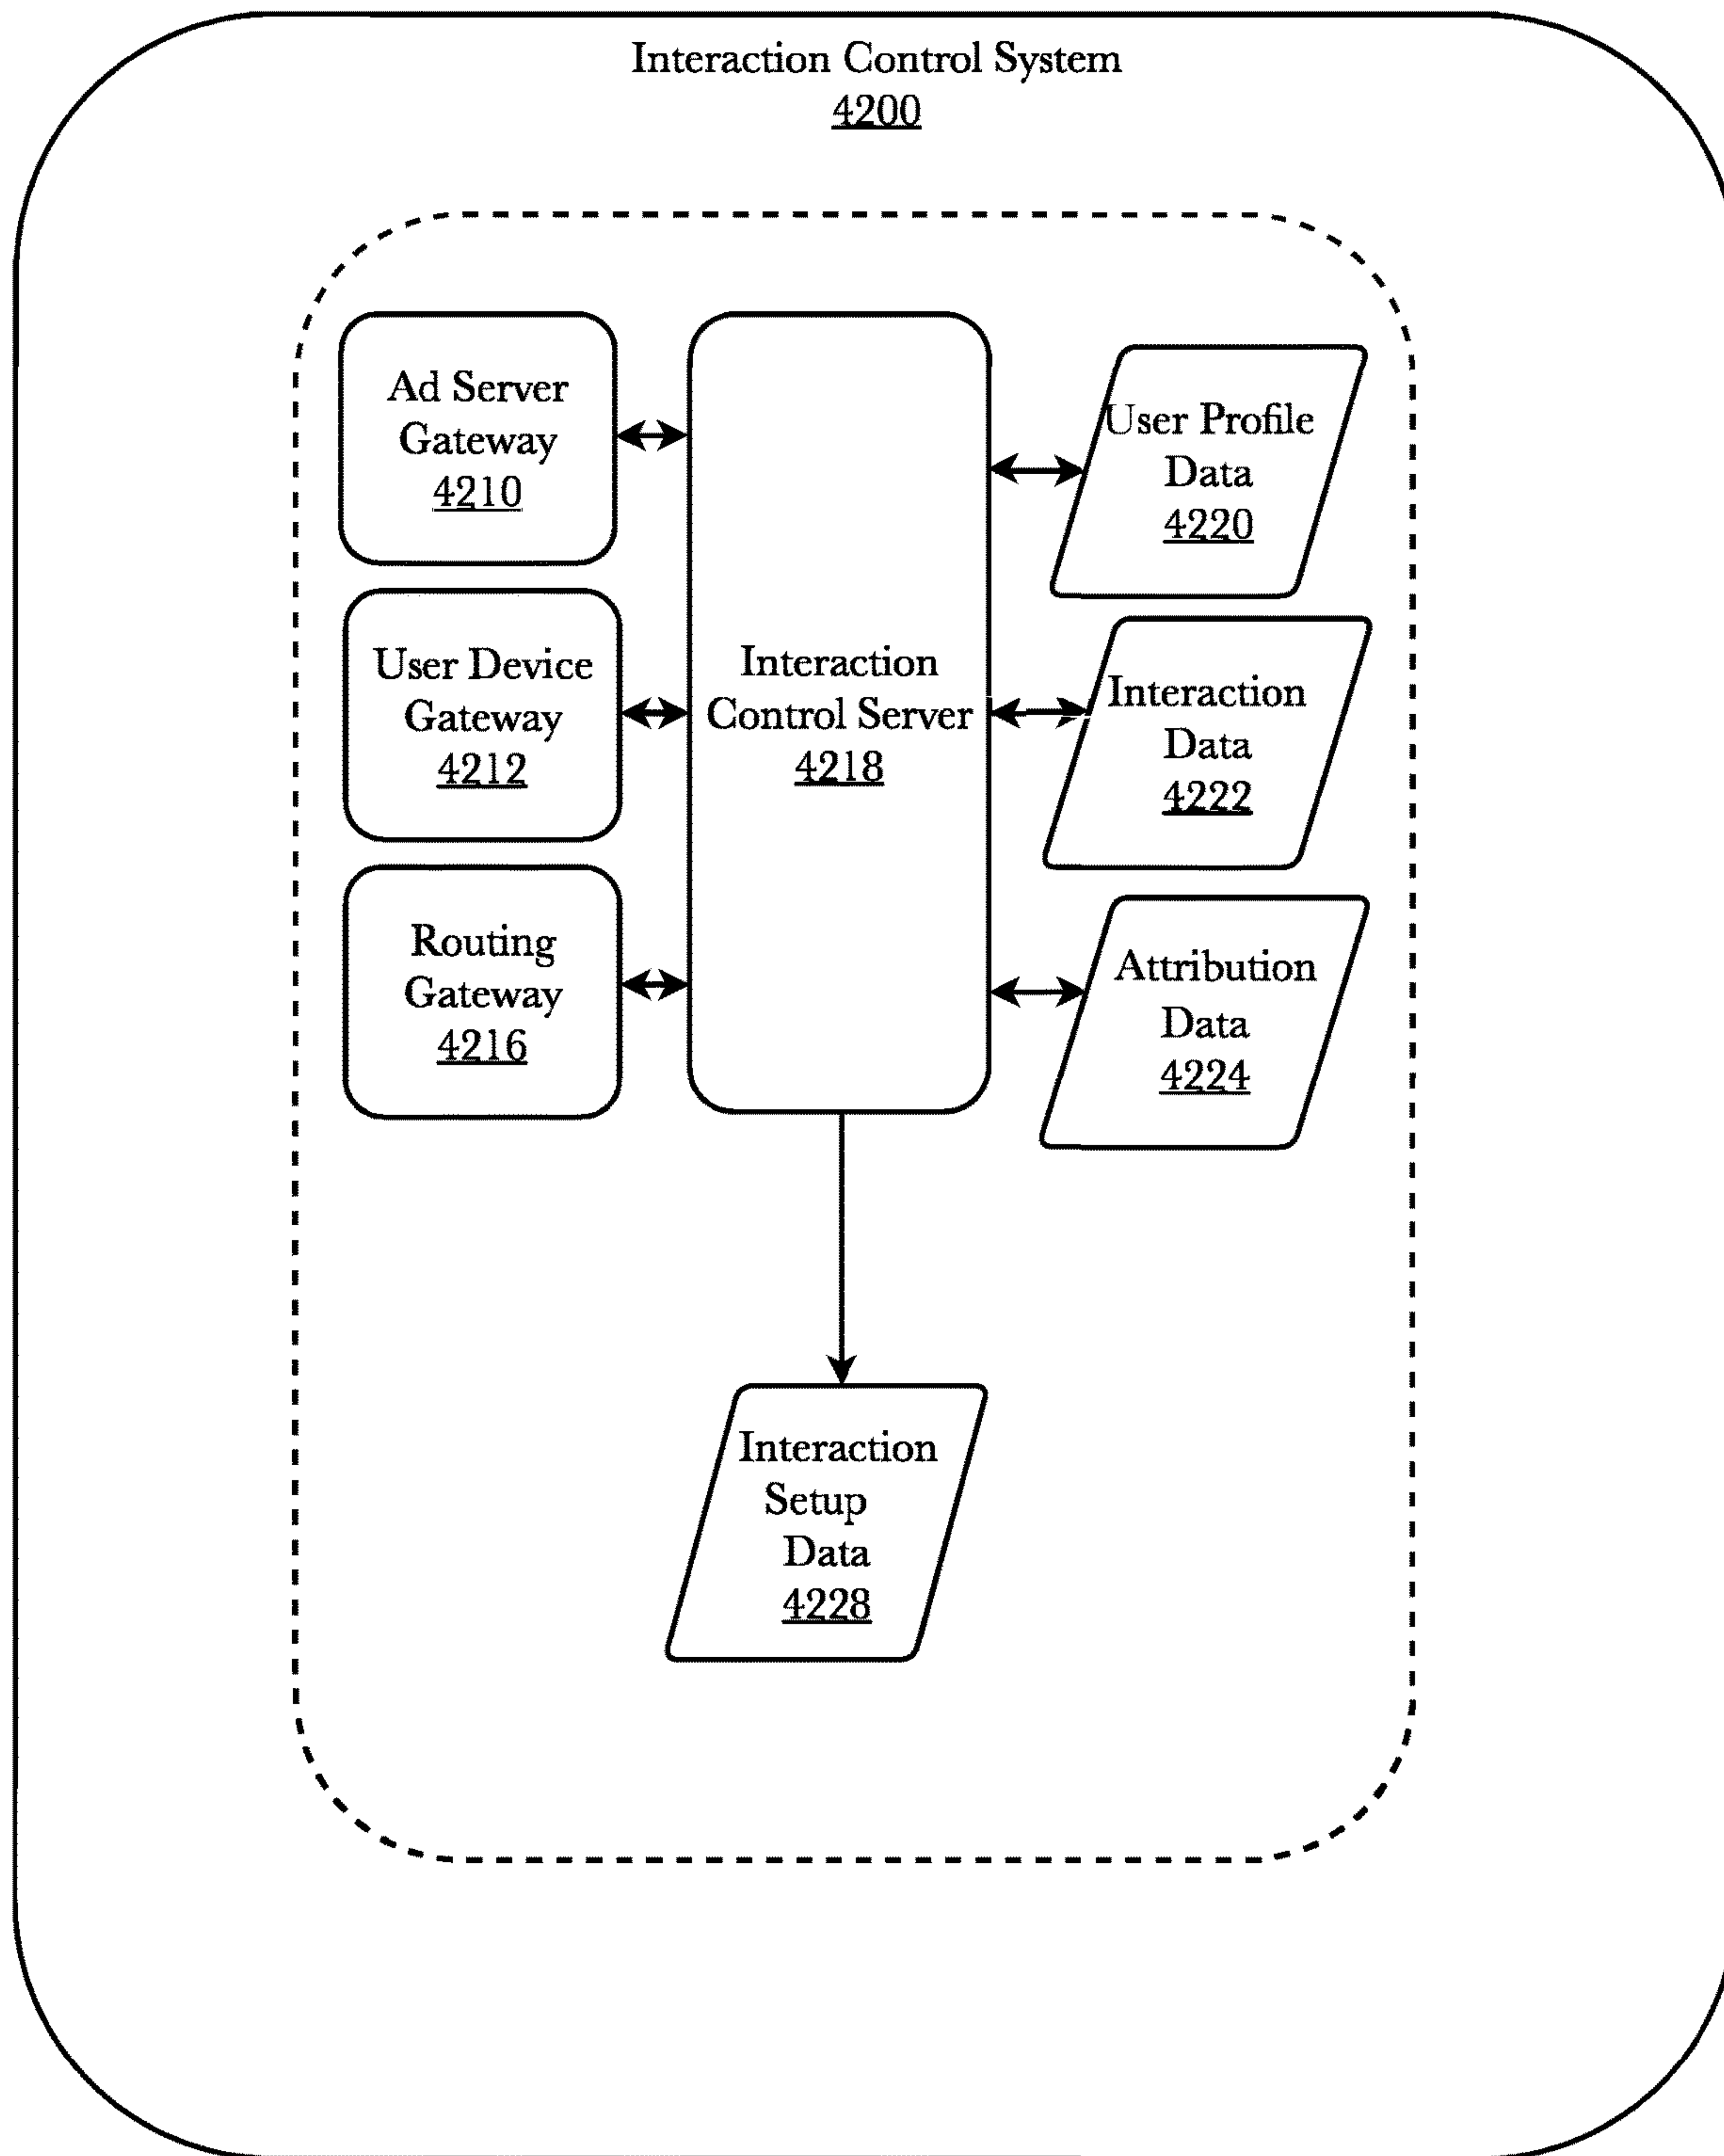 Interaction Control System
4200
Ad Server
Gateway
4210
User Device
Gateway
4212
Routing
Gateway
4216
Interaction
Control Server
4218
User Profile
Data
4220
Interaction
Data
4222
Attribution
Data
4224
Interaction
Setup
Data
4228